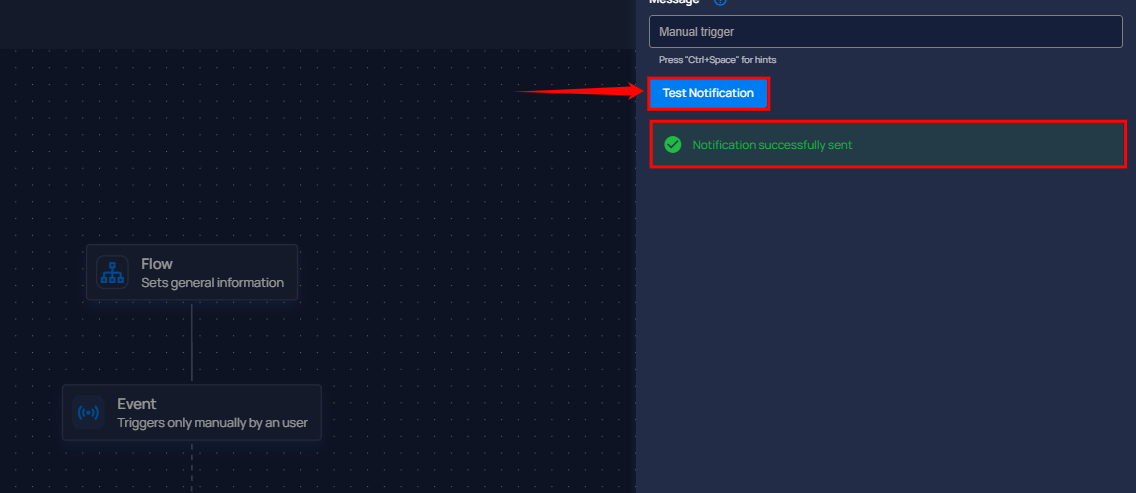 Message
Manual trigger
Press "Ctrl+Space" for hints
Test Notification
Notification successfully sent
Flow
Sets general information
Event
Triggers only manually by an user